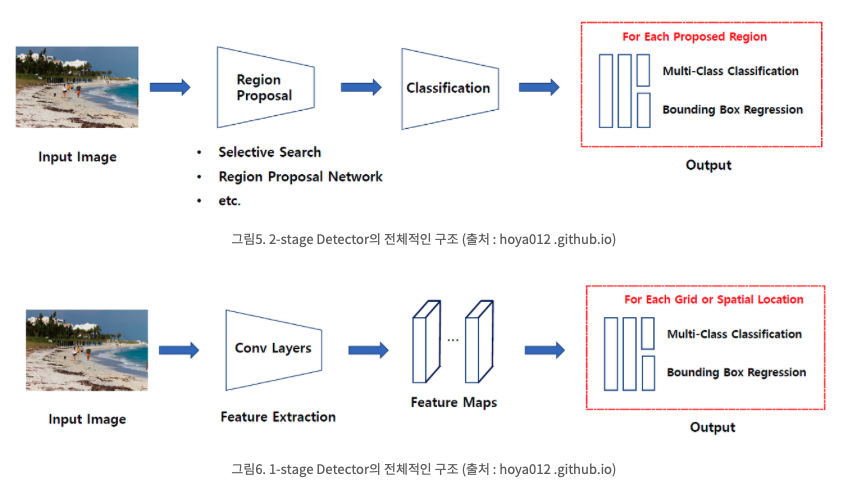 Input Image
Region
Proposal
• Selective Search
• Region Proposal Network
• etc.
Classification
For Each Proposed Region
Multi-Class Classification
Bounding Box Regression
Output
그림5. 2-stage Detector의 전체적인 구조 (출처 : hoya012 .github.io)
Input Image
Conv Layers
Feature Extraction
...
Feature Maps
For Each Grid or Spatial Location
Multi-Class Classification
Bounding Box Regression
Output
그림6. 1-stage Detector의 전체적인 구조 (출처 : hoya012 .github.io)